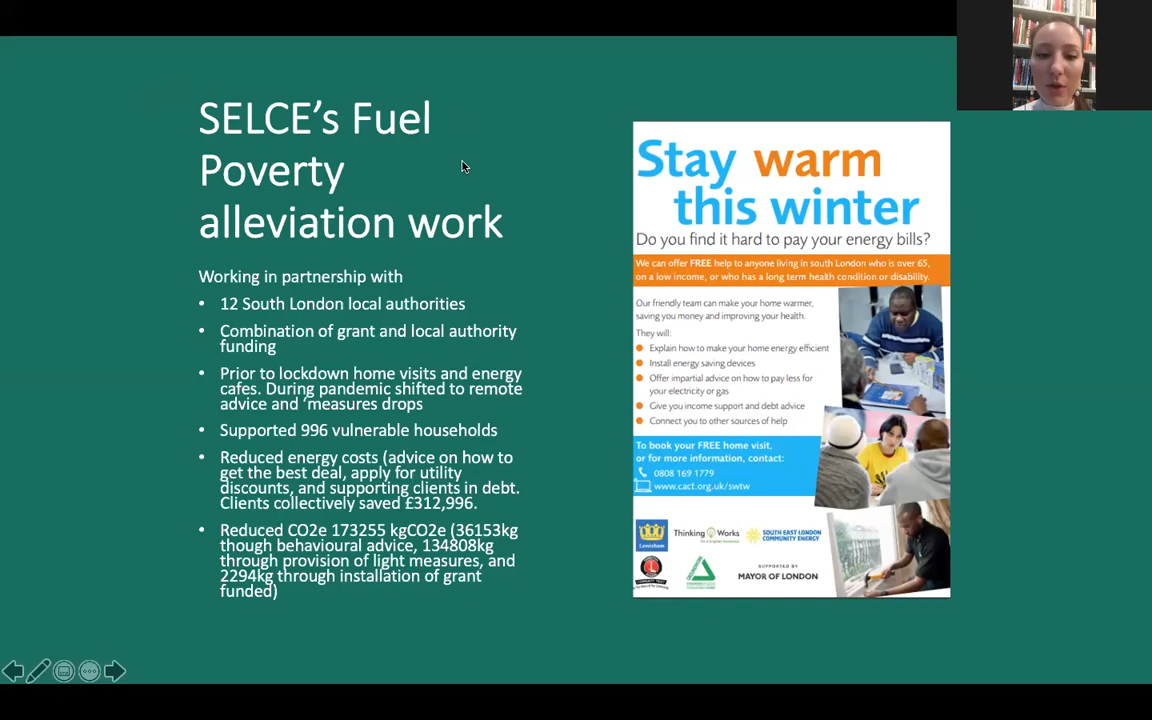 SELCE’s Fuel
Poverty
alleviation work
Working in partnership with
• 12 South London local authorities
• Combination of grant and local authority
funding
• Prior to lockdown home visits and energy
cafes. During pandemic shifted to remote
advice and ‘measures drops
• Supported 996 vulnerable households
• Reduced energy costs (advice on how to
get the best deal, apply for utility
discounts, and supporting clients in debt.
Clients collectively saved £312,996.
• Reduced CO2e 173255 kgCO2e (36153kg
though behavioural advice, 134808kg
through provision of light measures, and
2294kg through installation of grant
funded)
Stay warm
this winter
Do you find it hard to pay your energy bills?
We can offer FREE help to anyone living in south London who is over 65,
on a low income, or who has a long term health condition or disability.
Our friendly team can make your home warmer,
saving you money and improving your health.
They will:
Explain how to make your home energy efficient
Install energy saving devices
Offer impartial advice on how to pay less for
your electricity or gas
Give you income support and debt advice
Connect you to other sources of help
To book your FREE home visit,
or for more information, contact:
0808 169 1779
www.cact.org.uk/swtw
Lewisham
Thinking Works
SOUTH EAST LONDON
COMMUNITY ENERGY
SUPPORTED BY
MAYOR OF LONDON